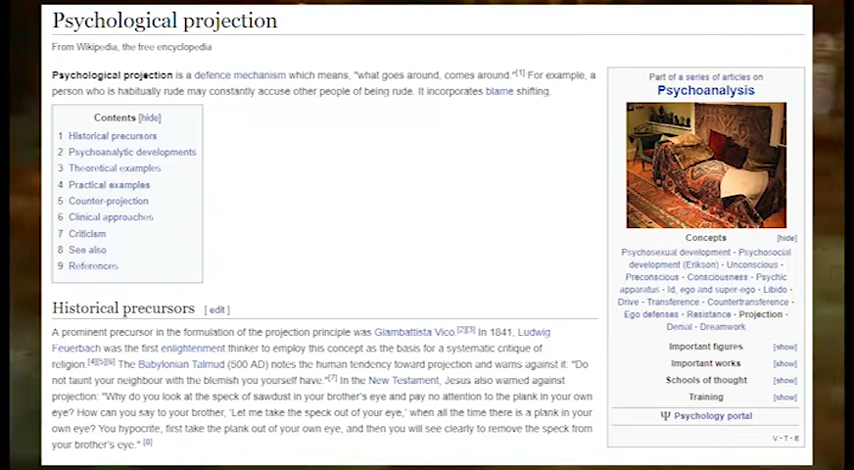 Psychological projection
From Wikipedia, the free encyclopedia
Psychological projection is a defence mechanism which means, "what goes around, comes around."[1] For example, a
person who is habitually rude may constantly accuse other people of being rude. It incorporates blame shifting.
Contents [hide]
1 Historical precursors
2 Psychoanalytic developments
3 Theoretical examples
4 Practical examples
5 Counter-projection
6 Clinical approaches
7 Criticism
8 See also
9 References
Historical precursors [ edit ]
A prominent precursor in the formulation of the projection principle was Giambattista Vico.[2][3] In 1841, Ludwig
Feuerbach was the first enlightenment thinker to employ this concept as the basis for a systematic critique of
religion.[4][5][6] The Babylonian Talmud (500 AD) notes the human tendency toward projection and warns against it: "Do
not taunt your neighbour with the blemish you yourself have."[7] In the New Testament, Jesus also warned against
projection: "Why do you look at the speck of sawdust in your brother's eye and pay no attention to the plank in your own
eye? How can you say to your brother, 'Let me take the speck out of your eye,' when all the time there is a plank in your
own eye? You hypocrite, first take the plank out of your own eye, and then you will see clearly to remove the speck from
your brother's eye." [8]
Part of a series of articles on
Psychoanalysis
Concepts [hide]
Psychosexual development - Psychosocial
development (Erikson) - Unconscious -
Preconscious - Consciousness - Psychic
apparatus - Id, ego and super-ego - Libido -
Drive - Transference - Countertransference -
Ego defenses - Resistance - Projection -
Denial - Dreamwork
Important figures [show]
Important works [show]
Schools of thought [show]
Training [show]
Ψ Psychology portal
V - T - E